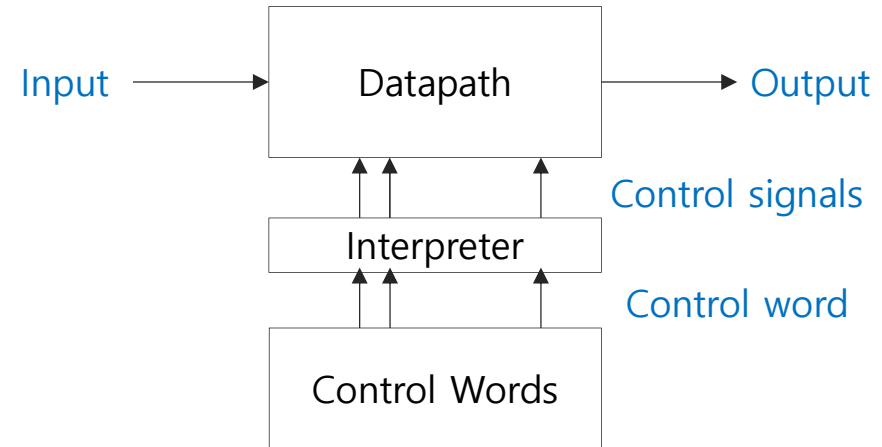 Input
Datapath
Output
Control signals
Interpreter
Control word
Control Words